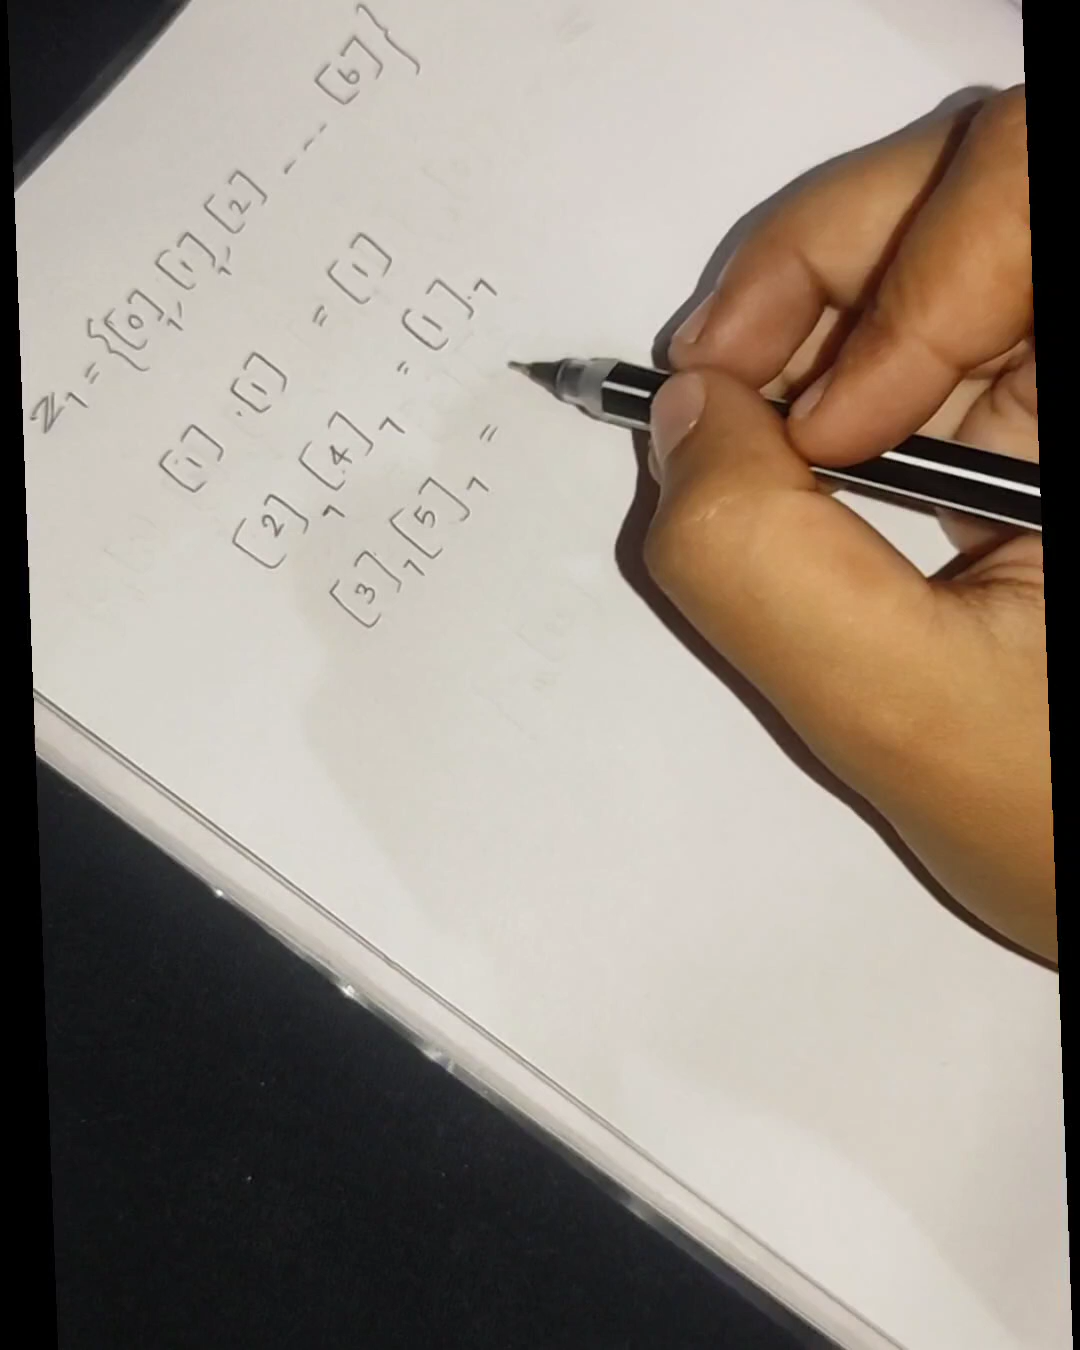 ℤ₇ = {[0]₇, [1]₇, [2] --- [6]}
[1] · [1] = [1]
[2]₇ [4]₇ = [1]₇
[3]₇ [5]₇ =